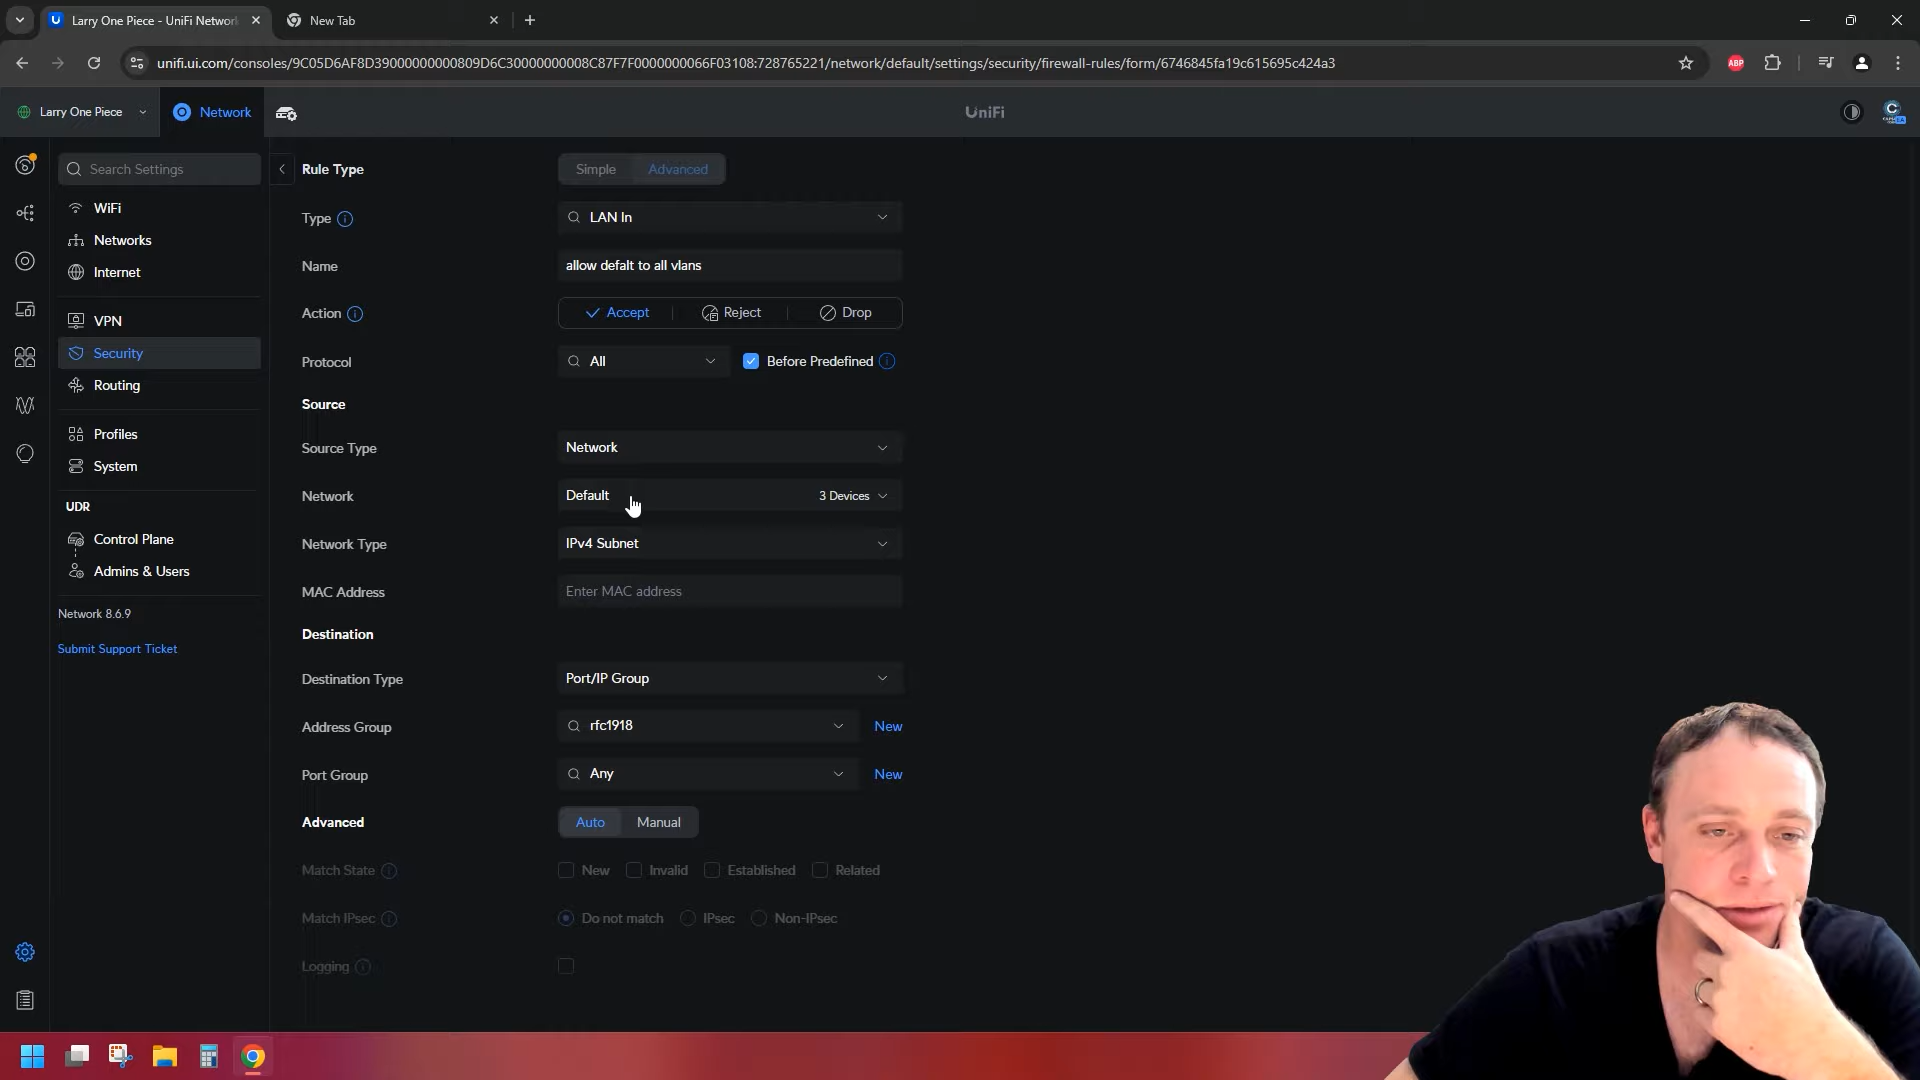 Larry One Piece - UniFi Networ
New Tab
unifi.ui.com/consoles/9C05D6AF8D39000000000809D6C30000000008C87F7F0000000066F03108:728765221/network/default/settings/security/firewall-rules/form/6746845fa19c615695c424a3
ABP
Larry One Piece
Network
UniFi
Search Settings
WiFi
Networks
Internet
VPN
Security
Routing
Profiles
System
UDR
Control Plane
Admins & Users
Network 8.6.9
Submit Support Ticket
Rule Type
Simple
Advanced
Type
LAN In
Name
allow defalt to all vlans
Action
Accept
Reject
Drop
Protocol
All
Before Predefined
Source
Source Type
Network
Network
Default
3 Devices
Network Type
IPv4 Subnet
MAC Address
Enter MAC address
Destination
Destination Type
Port/IP Group
Address Group
rfc1918
New
Port Group
Any
New
Advanced
Auto
Manual
Match State
New
Invalid
Established
Related
Match IPsec
Do not match
IPsec
Non-IPsec
Logging